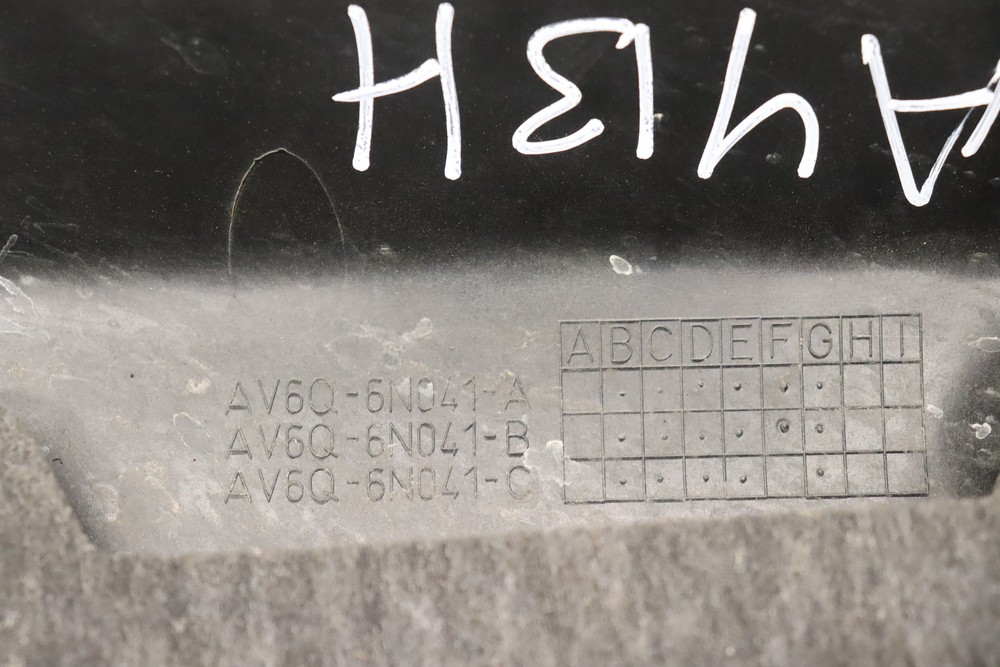 AV6Q-6N041-A
AV6Q-6N041-B
AV6Q-6N041-C
A B C D E F G H I